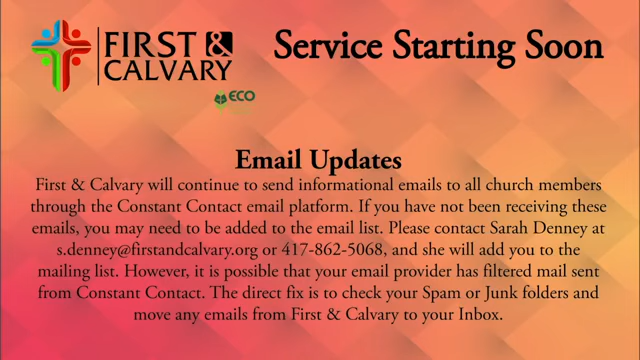 FIRST &
CALVARY
ECO
Service Starting Soon
Email Updates
First & Calvary will continue to send informational emails to all church members
through the Constant Contact email platform. If you have not been receiving these
emails, you may need to be added to the email list. Please contact Sarah Denney at
s.denney@firstandcalvary.org or 417-862-5068, and she will add you to the
mailing list. However, it is possible that your email provider has filtered mail sent
from Constant Contact. The direct fix is to check your Spam or Junk folders and
move any emails from First & Calvary to your Inbox.